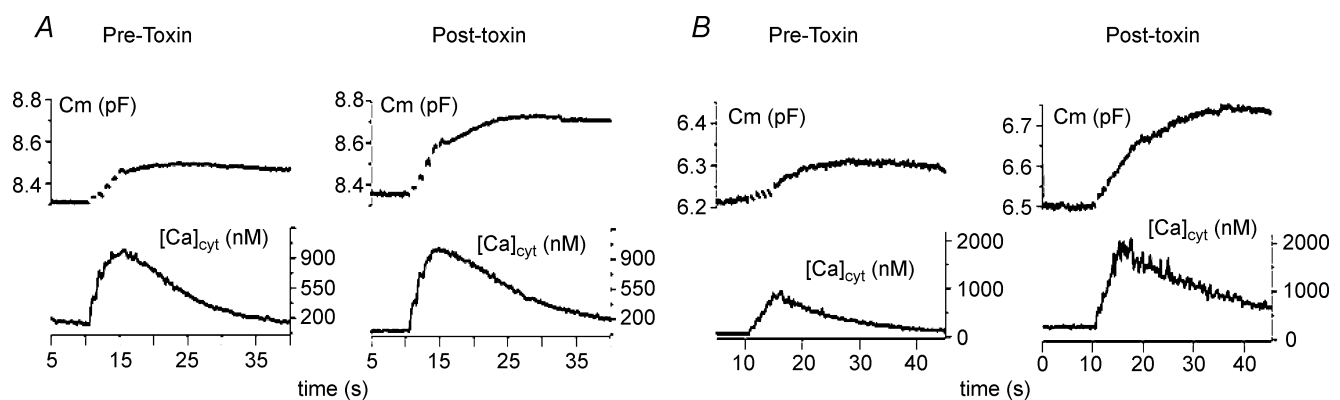 A
Pre-Toxin
Post-toxin
8.8
8.6
8.4
Cm (pF)
8.8
8.6
8.4
Cm (pF)
[Ca]cyt (nM)
900
550
200
[Ca]cyt (nM)
900
550
200
5 15 25 35
5 15 25 35
time (s)
B
Pre-Toxin
Post-toxin
6.4
6.3
6.2
Cm (pF)
6.7
6.6
6.5
Cm (pF)
[Ca]cyt (nM)
2000
1000
0
[Ca]cyt (nM)
2000
1000
0
10 20 30 40
0 10 20 30 40
time (s)